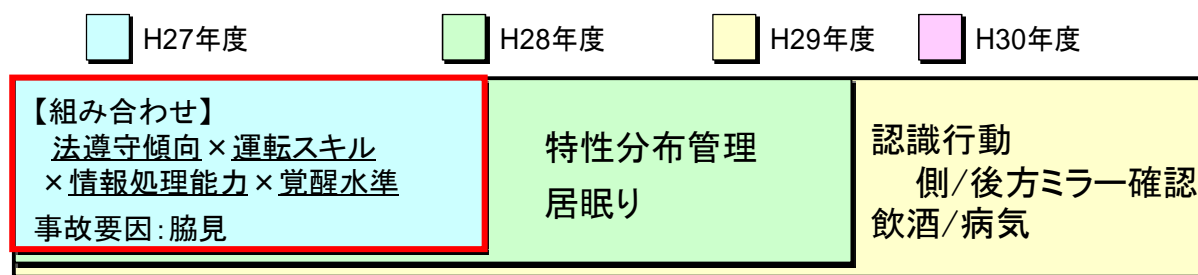 H27年度 H28年度 H29年度 H30年度
【組み合わせ】
法遵守傾向×運転スキル
×情報処理能力×覚醒水準
事故要因:脇見
特性分布管理
居眠り
認識行動
側/後方ミラー確認
飲酒/病気